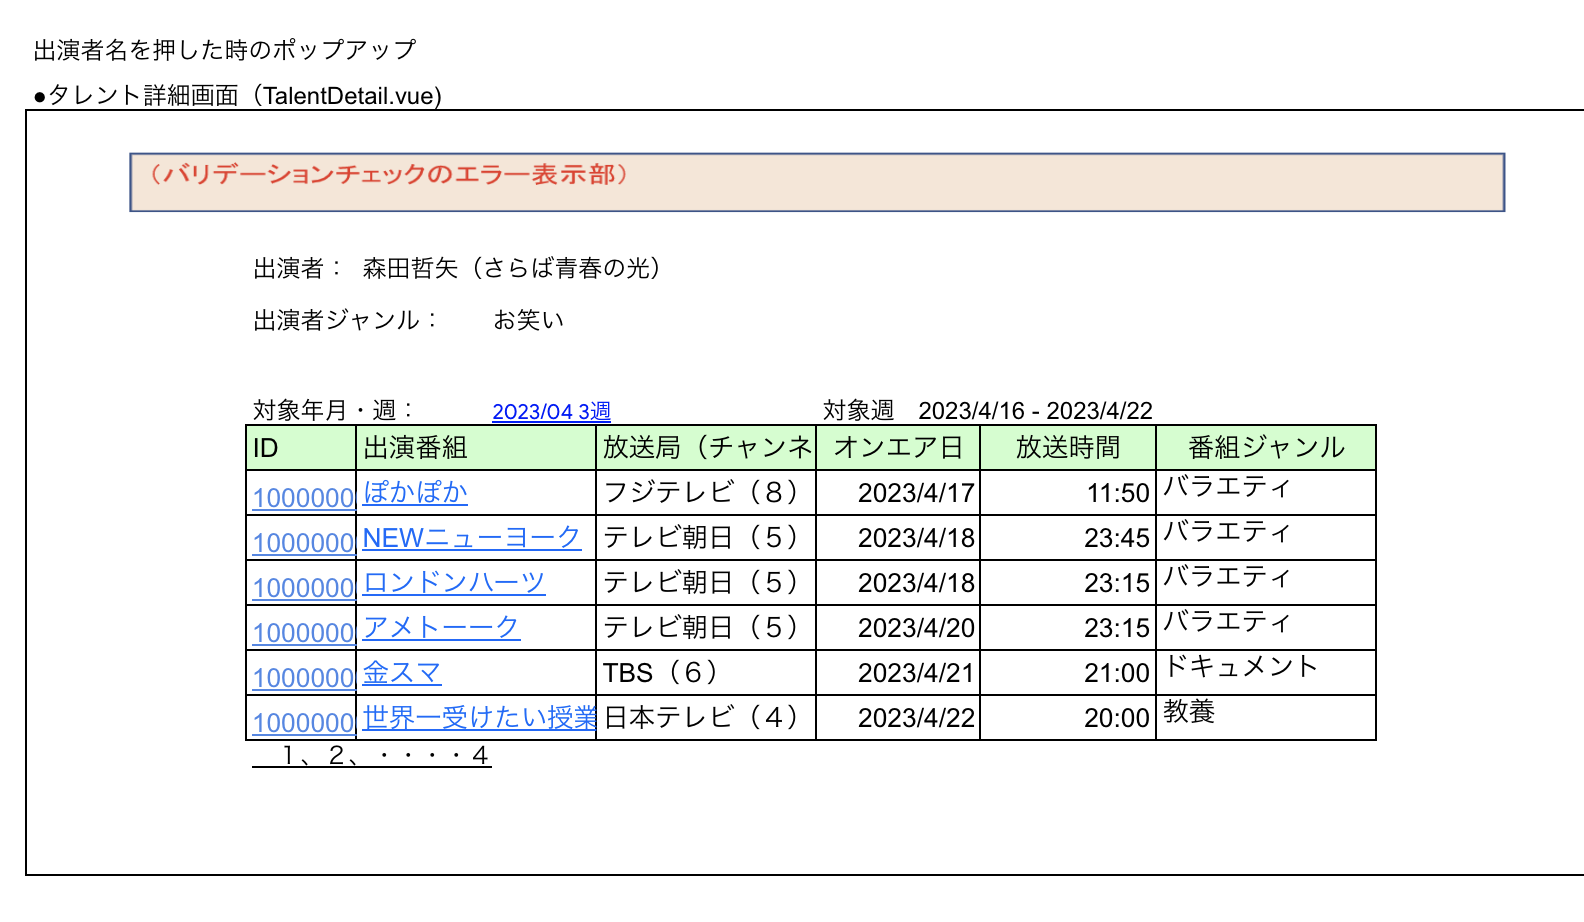 出演者名を押した時のポップアップ
●タレント詳細画面（TalentDetail.vue)
（バリデーションチェックのエラー表示部）
出演者： 森田哲矢（さらば青春の光）
出演者ジャンル： お笑い
対象年月・週： 2023/04 3週 対象週 2023/4/16 - 2023/4/22
ID 出演番組 放送局（チャンネ オンエア日 放送時間 番組ジャンル
1000000 ぽかぽか フジテレビ（８） 2023/4/17 11:50 バラエティ
1000000 NEWニューヨーク テレビ朝日（５） 2023/4/18 23:45 バラエティ
1000000 ロンドンハーツ テレビ朝日（５） 2023/4/18 23:15 バラエティ
1000000 アメトーーク テレビ朝日（５） 2023/4/20 23:15 バラエティ
1000000 金スマ TBS（６） 2023/4/21 21:00 ドキュメント
1000000 世界一受けたい授業 日本テレビ（４） 2023/4/22 20:00 教養
１、２、・・・・４